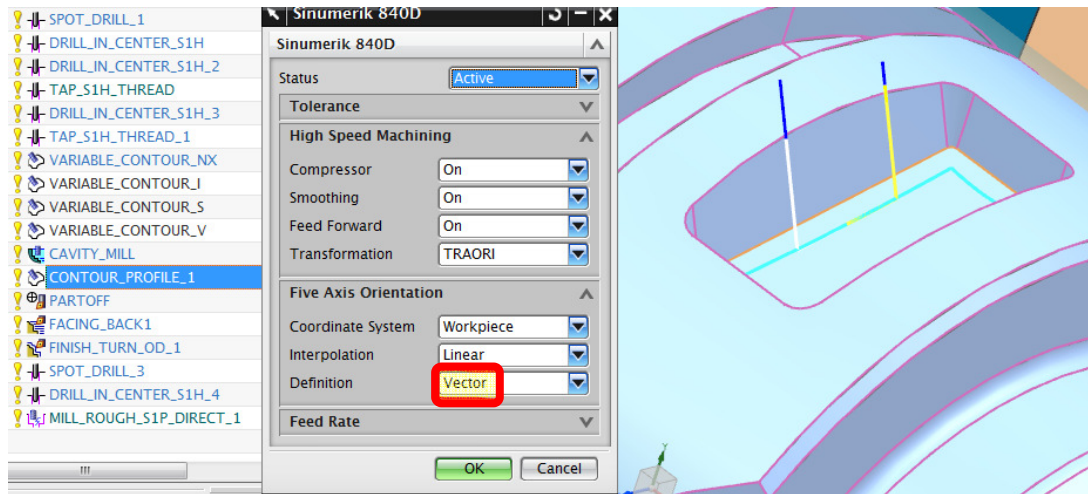 SPOT_DRILL_1
DRILL_IN_CENTER_S1H
DRILL_IN_CENTER_S1H_2
TAP_S1H_THREAD
DRILL_IN_CENTER_S1H_3
TAP_S1H_THREAD_1
VARIABLE_CONTOUR_NX
VARIABLE_CONTOUR_I
VARIABLE_CONTOUR_S
VARIABLE_CONTOUR_V
CAVITY_MILL
CONTOUR_PROFILE_1
PARTOFF
FACING_BACK1
FINISH_TURN_OD_1
SPOT_DRILL_3
DRILL_IN_CENTER_S1H_4
MILL_ROUGH_S1P_DIRECT_1
Sinumerik 840D
Sinumerik 840D
Status Active
Tolerance
High Speed Machining
Compressor On
Smoothing On
Feed Forward On
Transformation TRAORI
Five Axis Orientation
Coordinate System Workpiece
Interpolation Linear
Definition Vector
Feed Rate
OK Cancel
Y